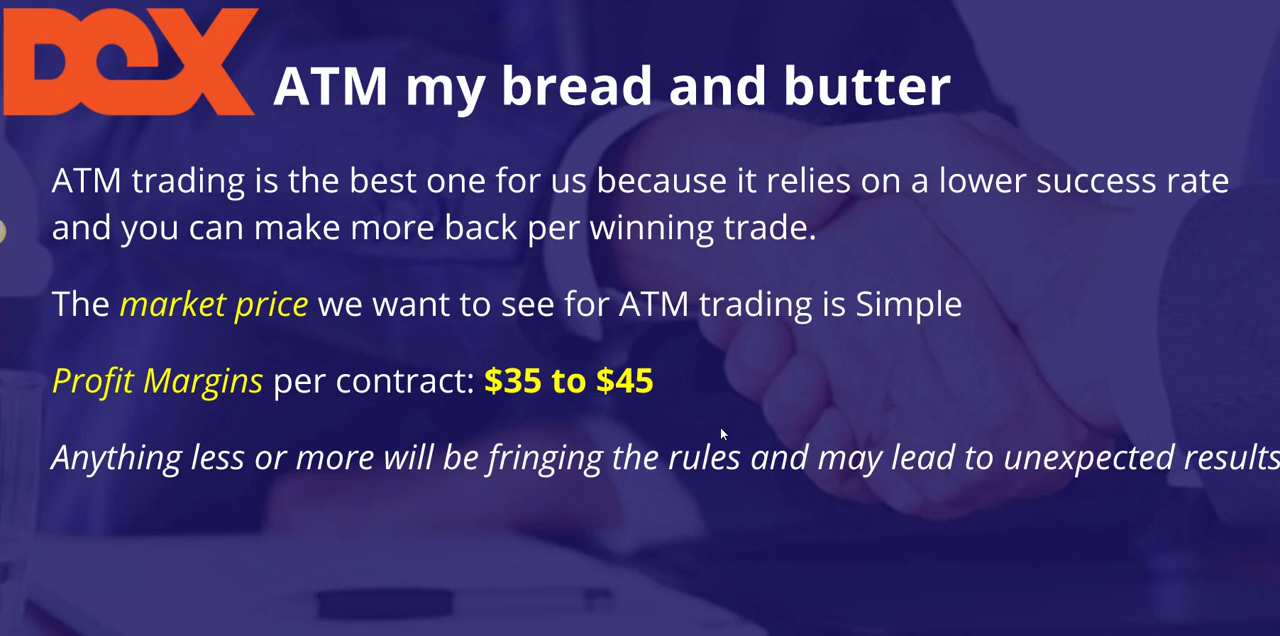 DEX
ATM my bread and butter
ATM trading is the best one for us because it relies on a lower success rate
and you can make more back per winning trade.
The market price we want to see for ATM trading is Simple
Profit Margins per contract: $35 to $45
Anything less or more will be fringing the rules and may lead to unexpected results